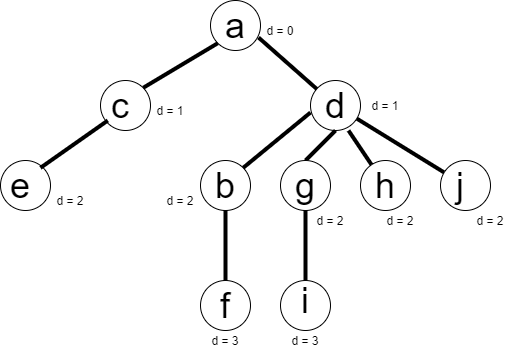 a
d = 0
c
d = 1
d
d = 1
e
d = 2
b
d = 2
g
d = 2
h
d = 2
j
d = 2
f
d = 3
i
d = 3